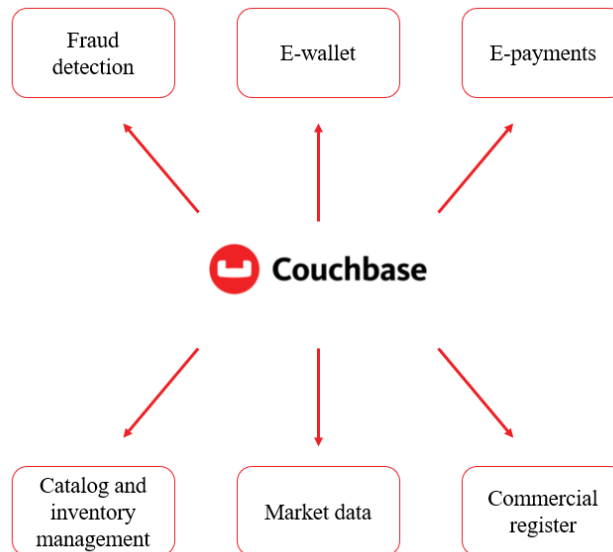 Fraud
detection
E-wallet
E-payments
Couchbase
Catalog and
inventory
management
Market data
Commercial
register